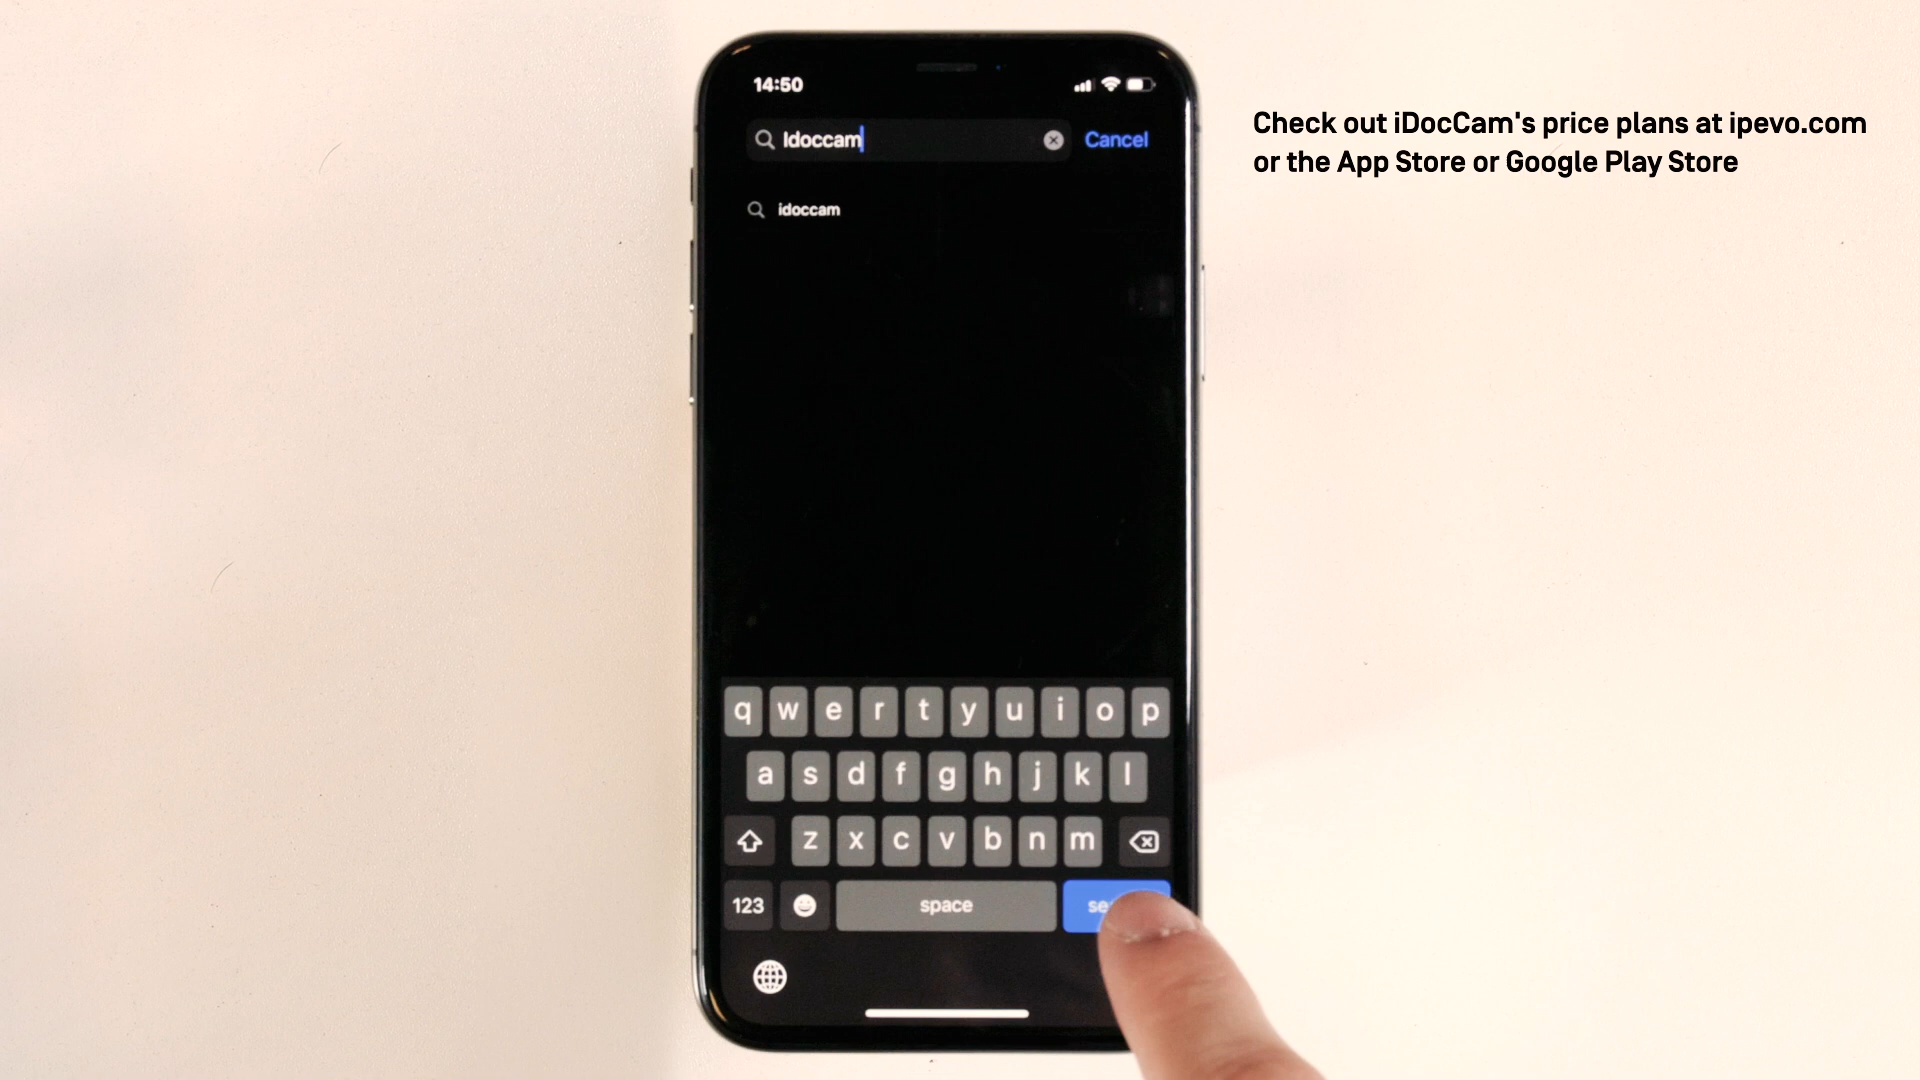 14:50
Idoccam
Cancel
idoccam
Check out iDocCam's price plans at ipevo.com
or the App Store or Google Play Store
q w e r t y u i o p
a s d f g h j k l
z x c v b n m
123 space